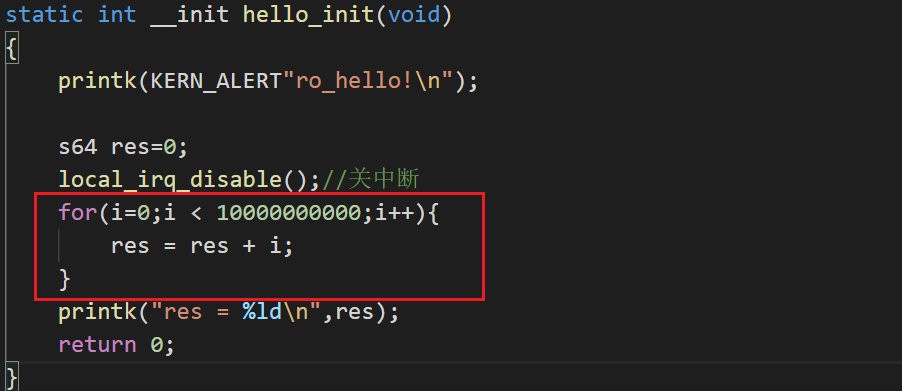 static int __init hello_init(void)
{
printk(KERN_ALERT"ro_hello!\n");
s64 res=0;
local_irq_disable();//关中断
for(i=0;i < 10000000000;i++){
res = res + i;
}
printk("res = %ld\n",res);
return 0;
}